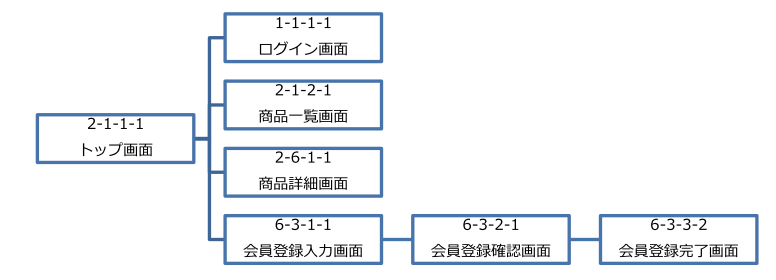 1-1-1-1
ログイン画面
2-1-2-1
商品一覧画面
2-1-1-1
トップ画面
2-6-1-1
商品詳細画面
6-3-1-1
会員登録入力画面
6-3-2-1
会員登録確認画面
6-3-3-2
会員登録完了画面